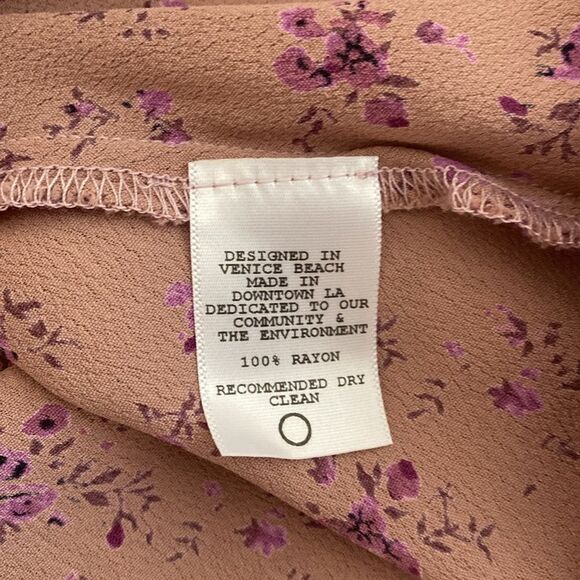 DESIGNED IN
VENICE BEACH
MADE IN
DOWNTOWN LA
DEDICATED TO OUR
COMMUNITY &
THE ENVIRONMENT
100% RAYON
RECOMMENDED DRY
CLEAN